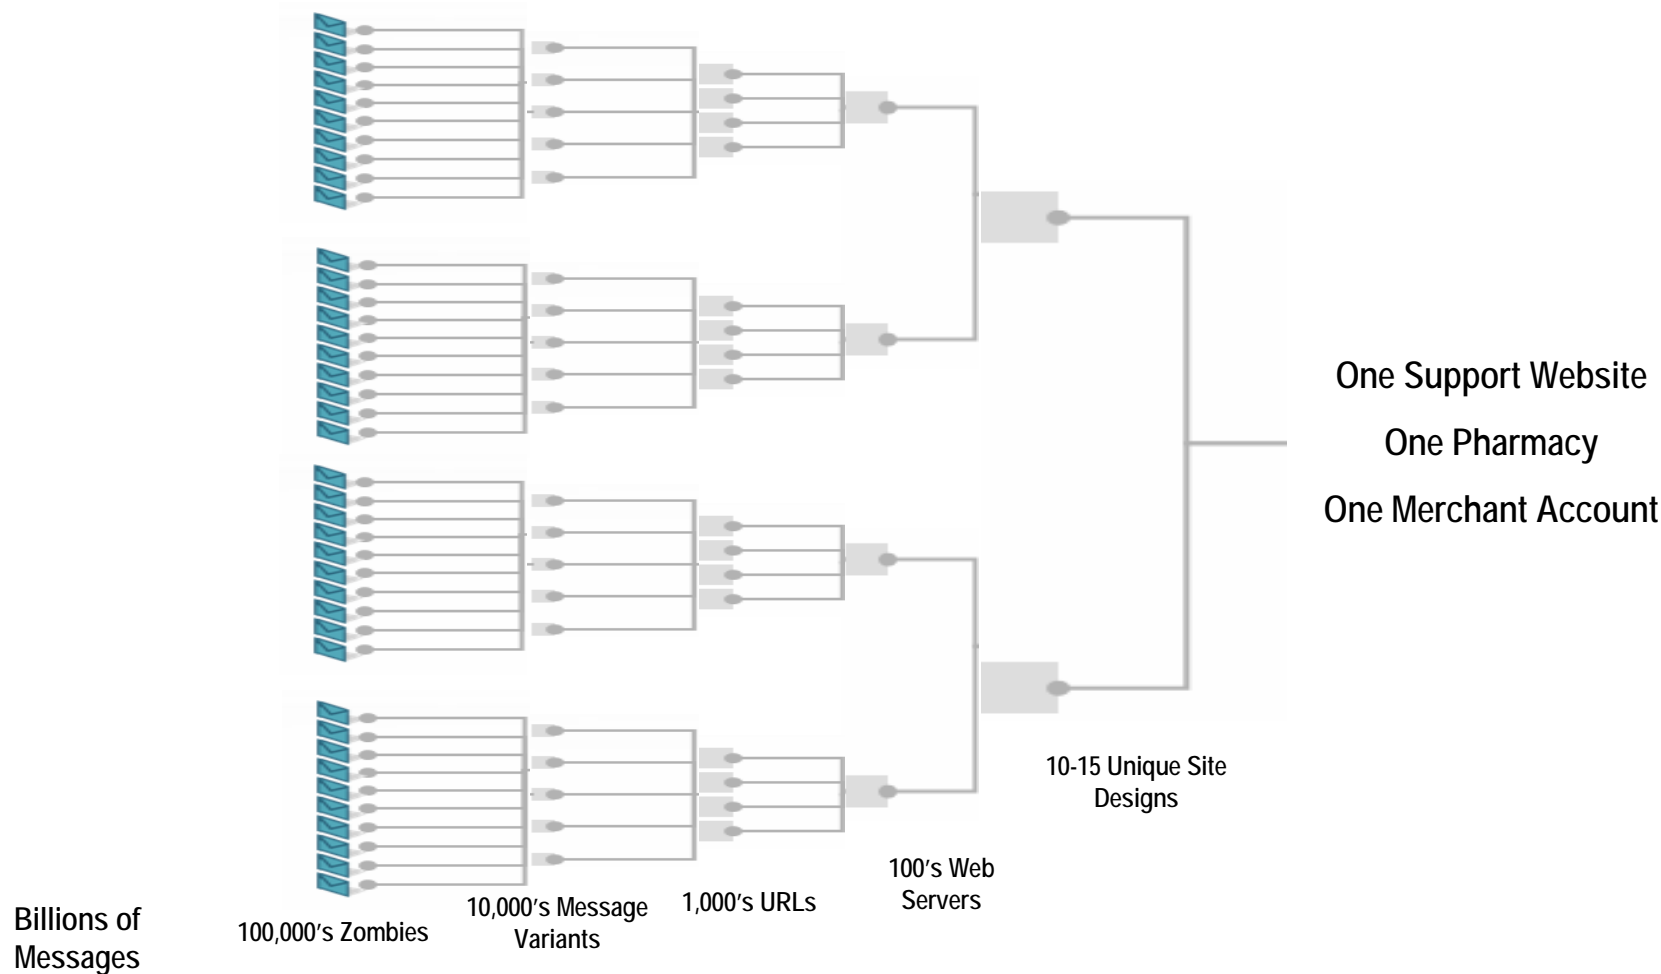 One Support Website
One Pharmacy
One Merchant Account
10-15 Unique Site
Designs
100's Web
Servers
1,000's URLs
10,000's Message
Variants
100,000's Zombies
Billions of
Messages